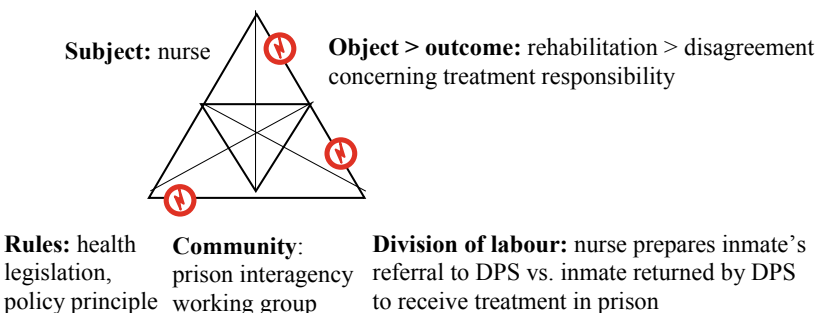 Subject: nurse
Object > outcome: rehabilitation > disagreement
concerning treatment responsibility
Rules: health
legislation,
policy principle
Community:
prison interagency
working group
Division of labour: nurse prepares inmate’s
referral to DPS vs. inmate returned by DPS
to receive treatment in prison